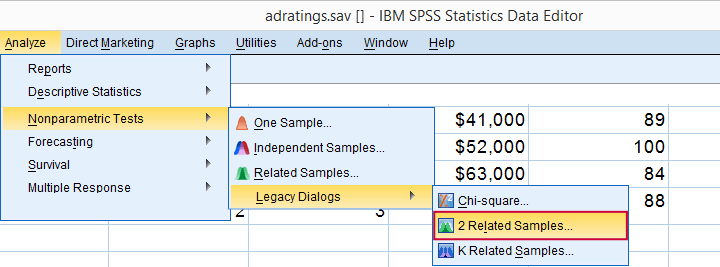 adratings.sav [] - IBM SPSS Statistics Data Editor
Analyze Direct Marketing Graphs Utilities Add-ons Window Help
Reports
Descriptive Statistics
Nonparametric Tests
Forecasting
Survival
Multiple Response
One Sample...
Independent Samples...
Related Samples...
Legacy Dialogs
Chi-square...
2 Related Samples...
K Related Samples...
$41,000 89
$52,000 100
$63,000 84
88
2 3